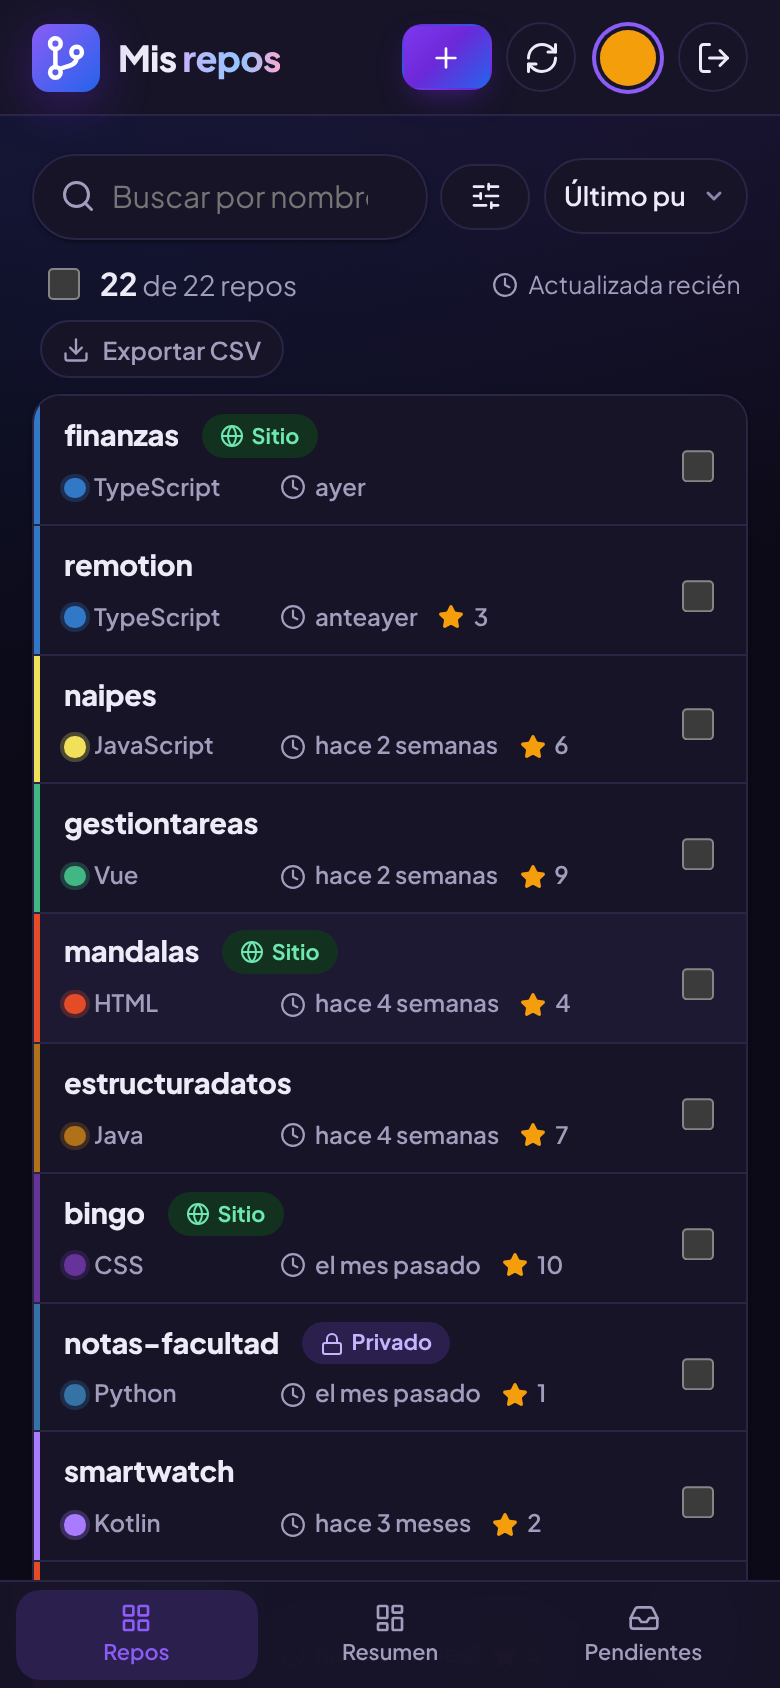 Mis repos
Buscar por nombre
Último pu
22 de 22 repos
Actualizada recién
Exportar CSV
finanzas Sitio
TypeScript ayer
remotion
TypeScript anteayer 3
naipes
JavaScript hace 2 semanas 6
gestiontareas
Vue hace 2 semanas 9
mandalas Sitio
HTML hace 4 semanas 4
estructuradatos
Java hace 4 semanas 7
bingo Sitio
CSS el mes pasado 10
notas-facultad Privado
Python el mes pasado 1
smartwatch
Kotlin hace 3 meses 2
Repos Resumen Pendientes